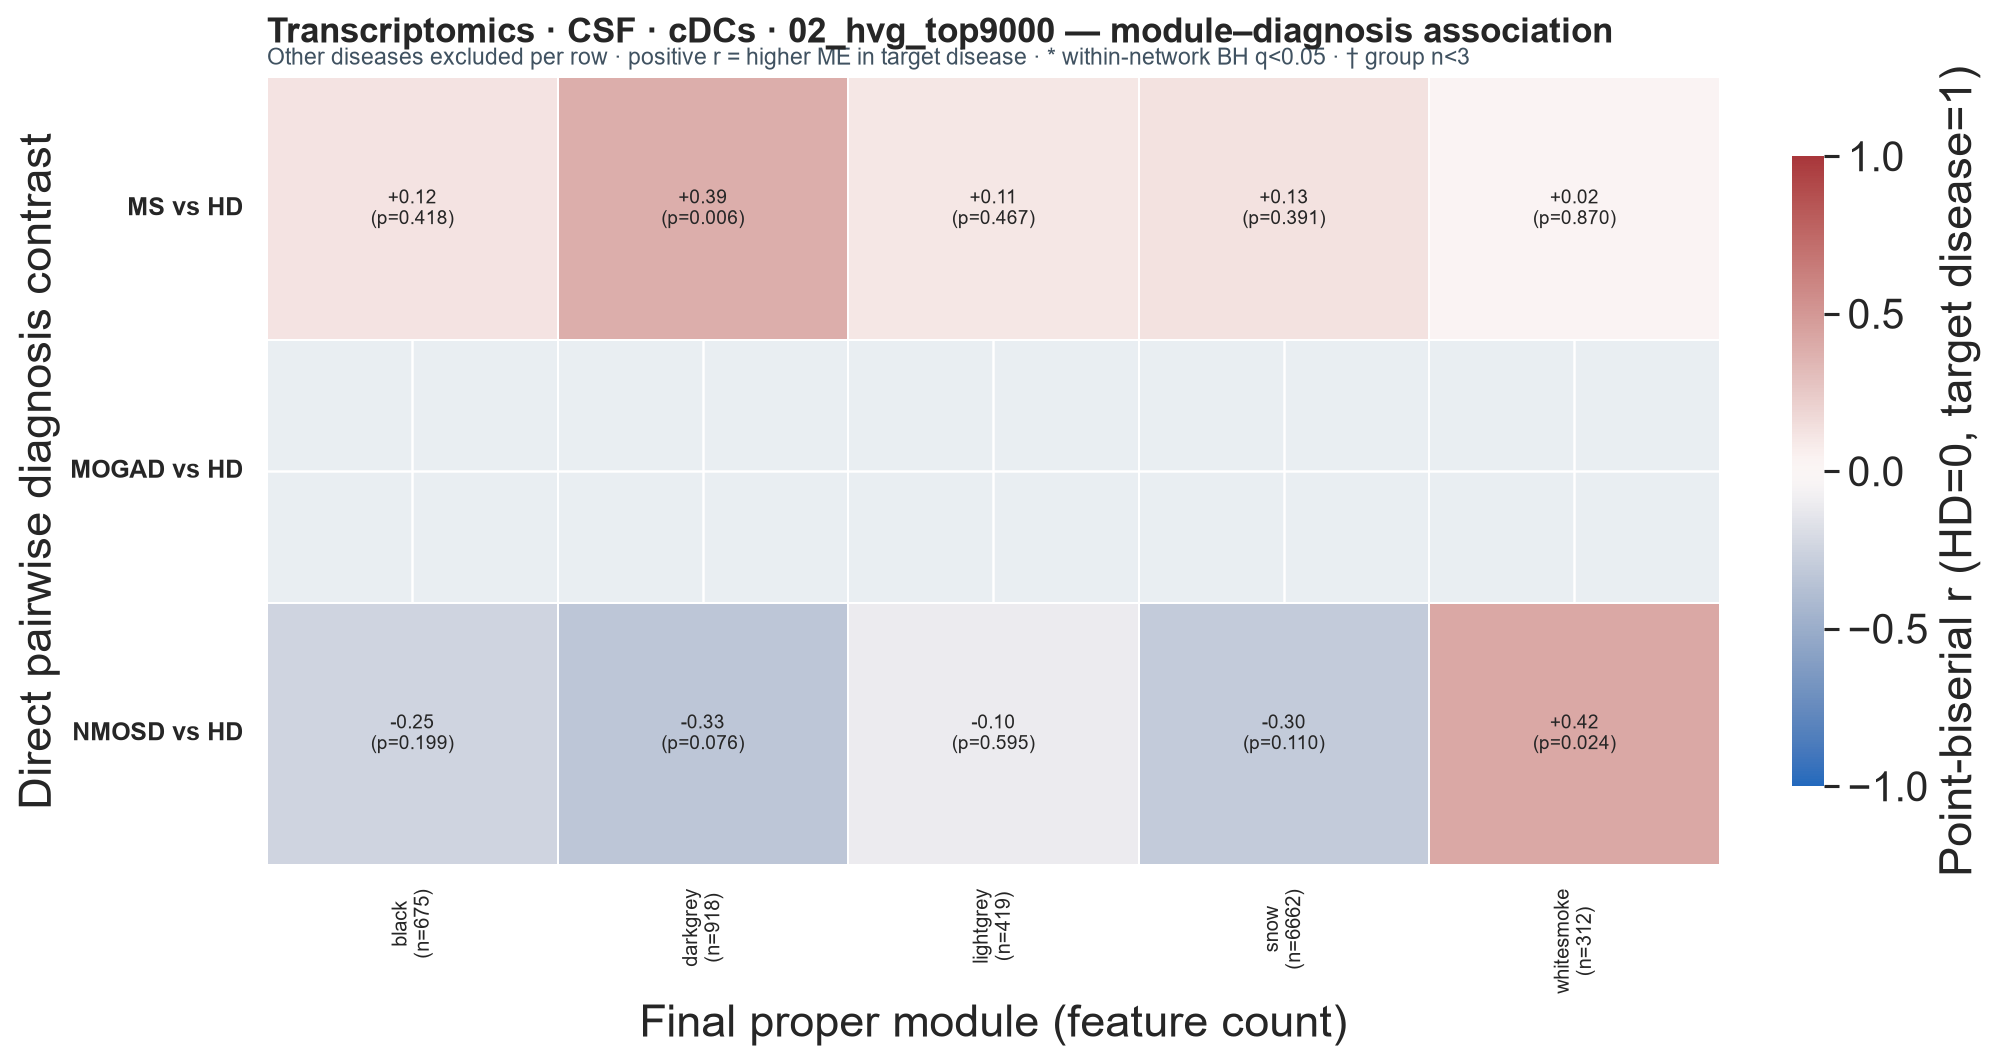 Transcriptomics · CSF · cDCs · 02_hvg_top9000 — module–diagnosis association
Other diseases excluded per row · positive r = higher ME in target disease · * within-network BH q<0.05 · † group n<3
Direct pairwise diagnosis contrast
MS vs HD
+0.12
(p=0.418)
+0.39
(p=0.006)
+0.11
(p=0.467)
+0.13
(p=0.391)
+0.02
(p=0.870)
MOGAD vs HD
NMOSD vs HD
-0.25
(p=0.199)
-0.33
(p=0.076)
-0.10
(p=0.595)
-0.30
(p=0.110)
+0.42
(p=0.024)
black
(n=675)
darkgrey
(n=918)
lightgrey
(n=419)
snow
(n=6662)
whitesmoke
(n=312)
Final proper module (feature count)
1.0
0.5
0.0
−0.5
−1.0
Point-biserial r (HD=0, target disease=1)